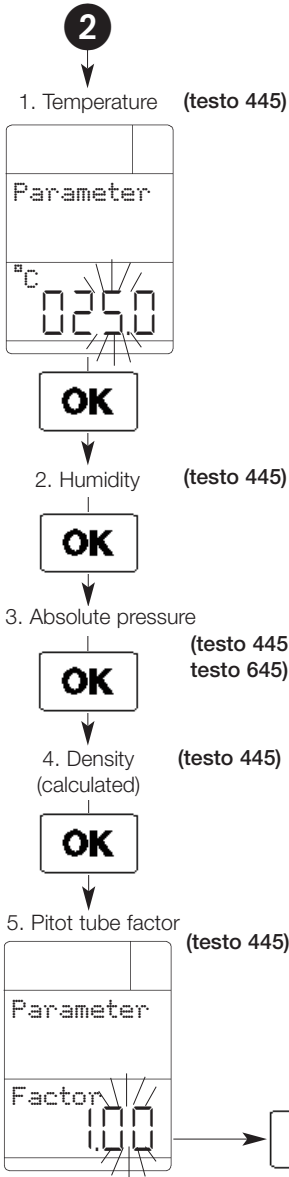 2
1. Temperature (testo 445)
Parameter
°C
025.0
OK
2. Humidity (testo 445)
OK
3. Absolute pressure
(testo 445
testo 645)
OK
4. Density (testo 445)
(calculated)
OK
5. Pitot tube factor
(testo 445)
Parameter
Factor
1.00